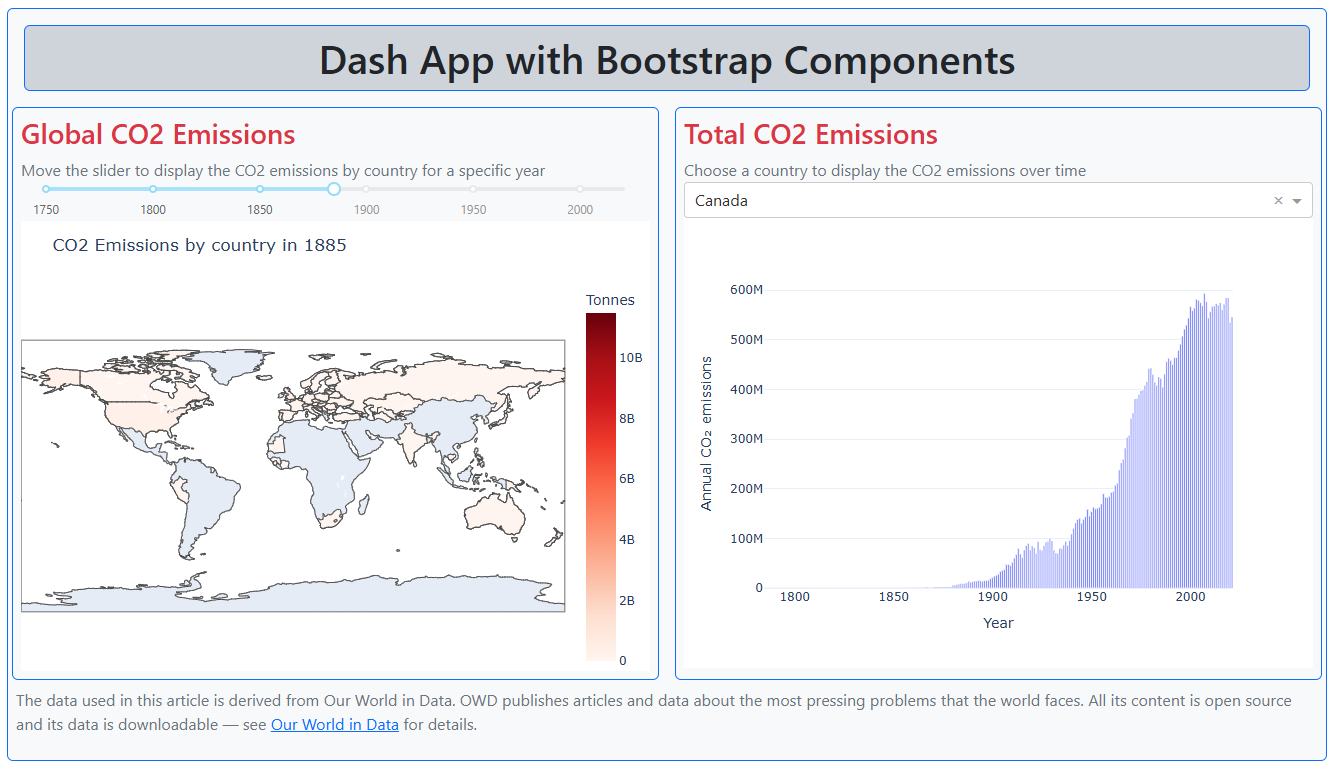 Dash App with Bootstrap Components
Global CO2 Emissions
Move the slider to display the CO2 emissions by country for a specific year
1750
1800
1850
1900
1950
2000
CO2 Emissions by country in 1885
Tonnes
10B
8B
6B
4B
2B
0
Total CO2 Emissions
Choose a country to display the CO2 emissions over time
Canada
600M
500M
400M
300M
200M
100M
0
Annual CO₂ emissions
1800
1850
1900
1950
2000
Year
The data used in this article is derived from Our World in Data. OWD publishes articles and data about the most pressing problems that the world faces. All its content is open source
and its data is downloadable — see Our World in Data for details.